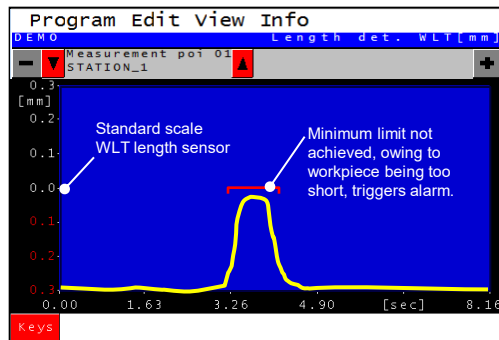 Program Edit View Info
DEMO Length det. WLT[mm]
Measurement poi 01
STATION_1
0.3
[mm]
0.2
0.1
0.0
0.1
0.2
0.3
Standard scale
WLT length sensor
Minimum limit not
achieved, owing to
workpiece being too
short, triggers alarm.
0.00 1.63 3.26 4.90 [sec] 8.16
Keys